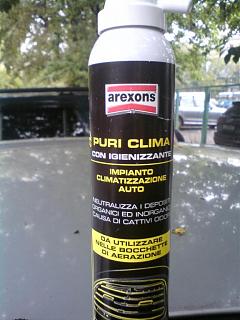 arexons
PURI CLIMA
CON IGIENIZZANTE
IMPIANTO
CLIMATIZZAZIONE
AUTO
NEUTRALIZZA I DEPOSITI
ORGANICI ED INORGANICI
CAUSA DI CATTIVI ODORI
DA UTILIZZARE
NELLE BOCCHETTE
DI AERAZIONE